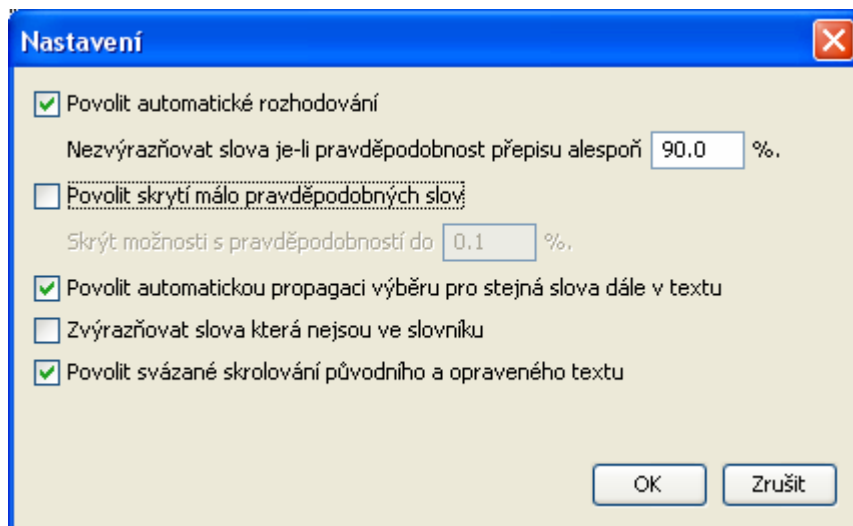 Nastavení
Povolit automatické rozhodování
Nezvýrazňovat slova je-li pravděpodobnost přepisu alespoň 90.0 %.
Povolit skrytí málo pravděpodobných slov
Skrýt možnosti s pravděpodobností do 0.1 %.
Povolit automatickou propagaci výběru pro stejná slova dále v textu
Zvýrazňovat slova která nejsou ve slovníku
Povolit svázané skrolování původního a opraveného textu
OK Zrušit